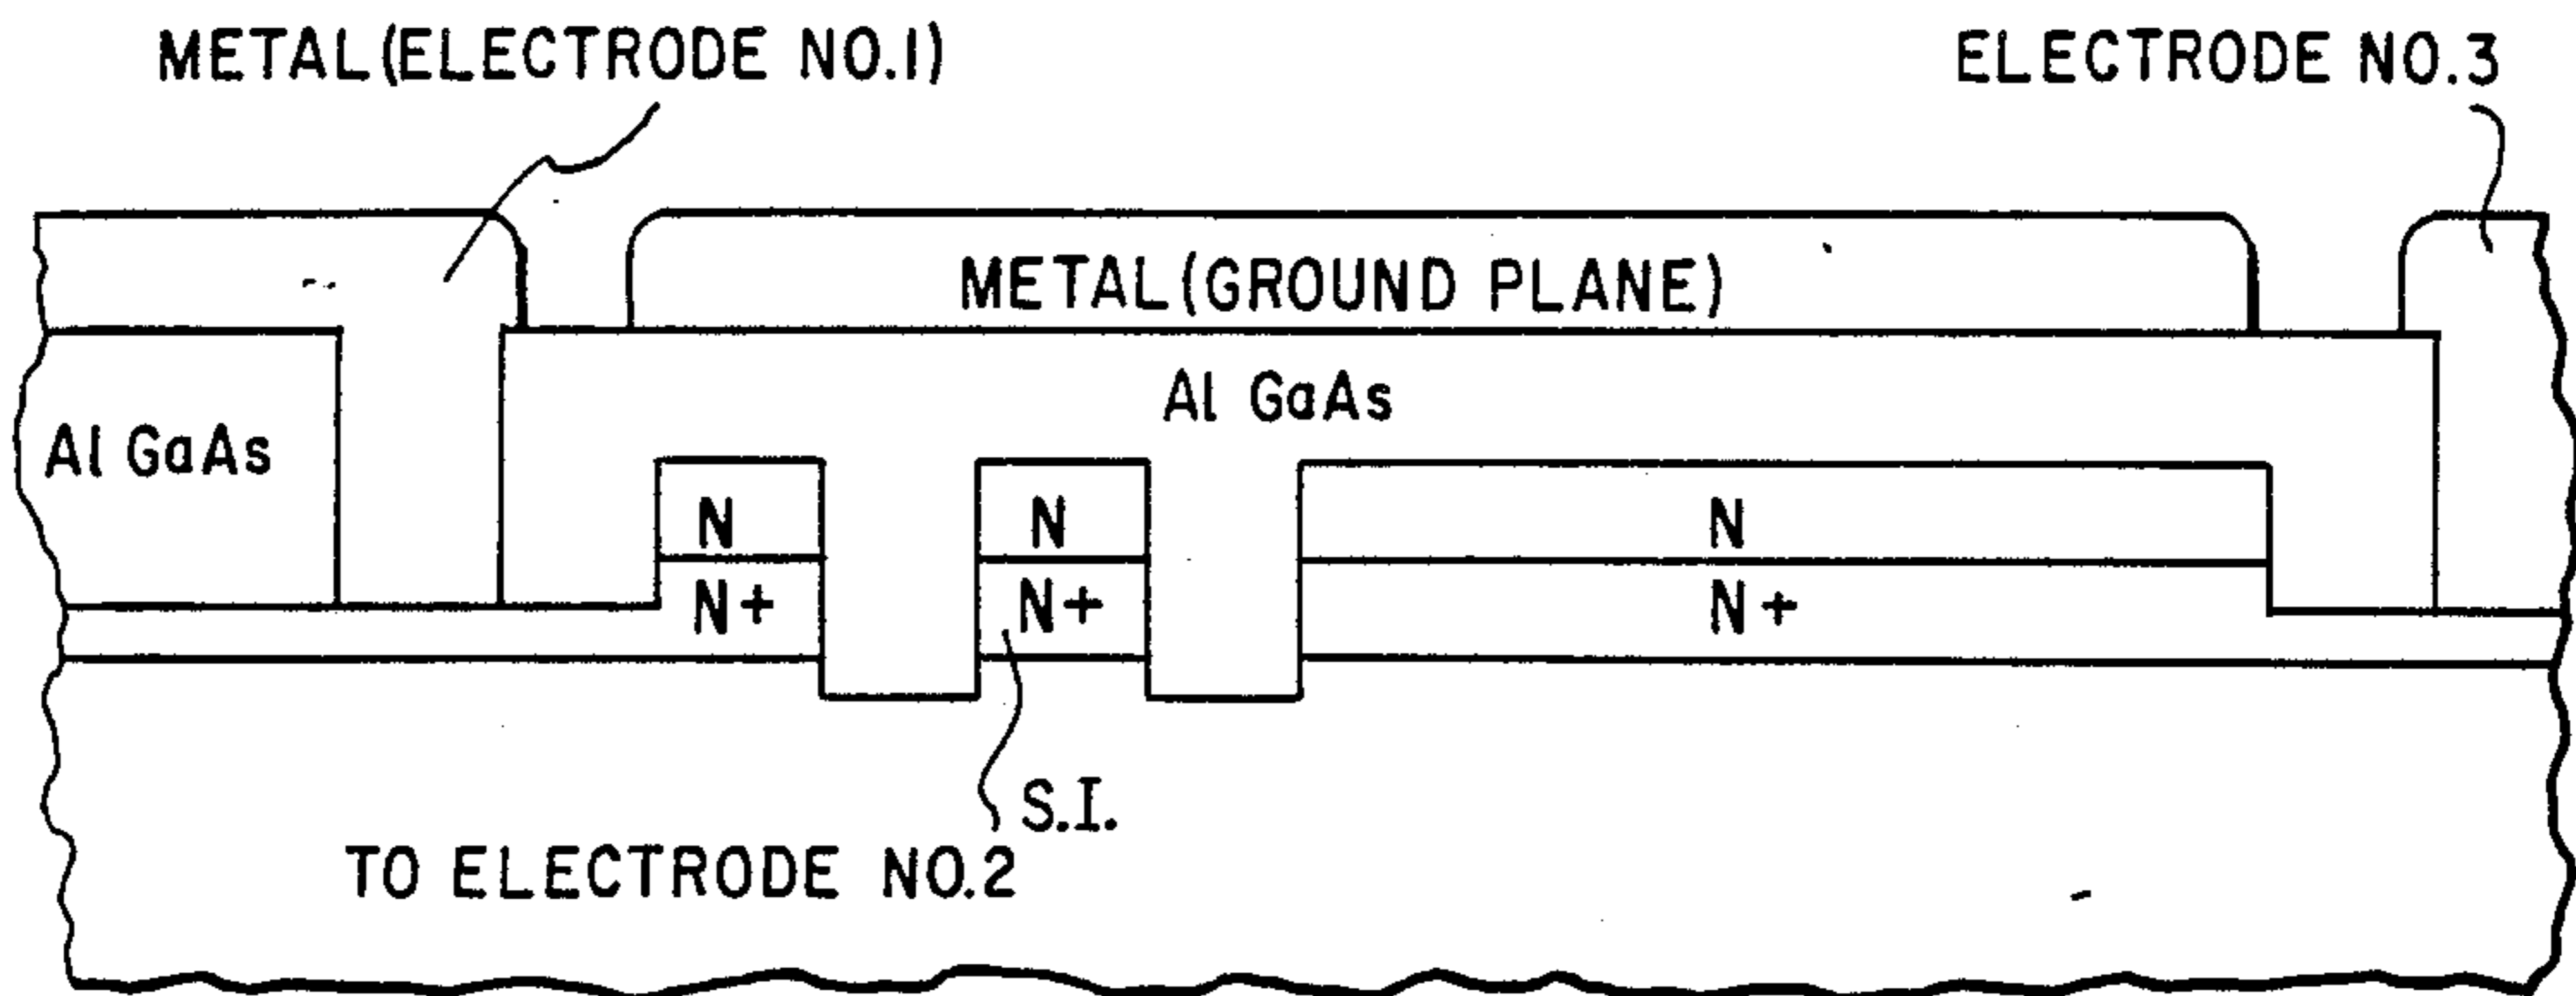 METAL(ELECTRODE NO.1)
ELECTRODE NO.3
METAL(GROUND PLANE)
Al GaAs
Al GaAs
N
N
N
N+
N+
N+
S.I.
TO ELECTRODE NO.2